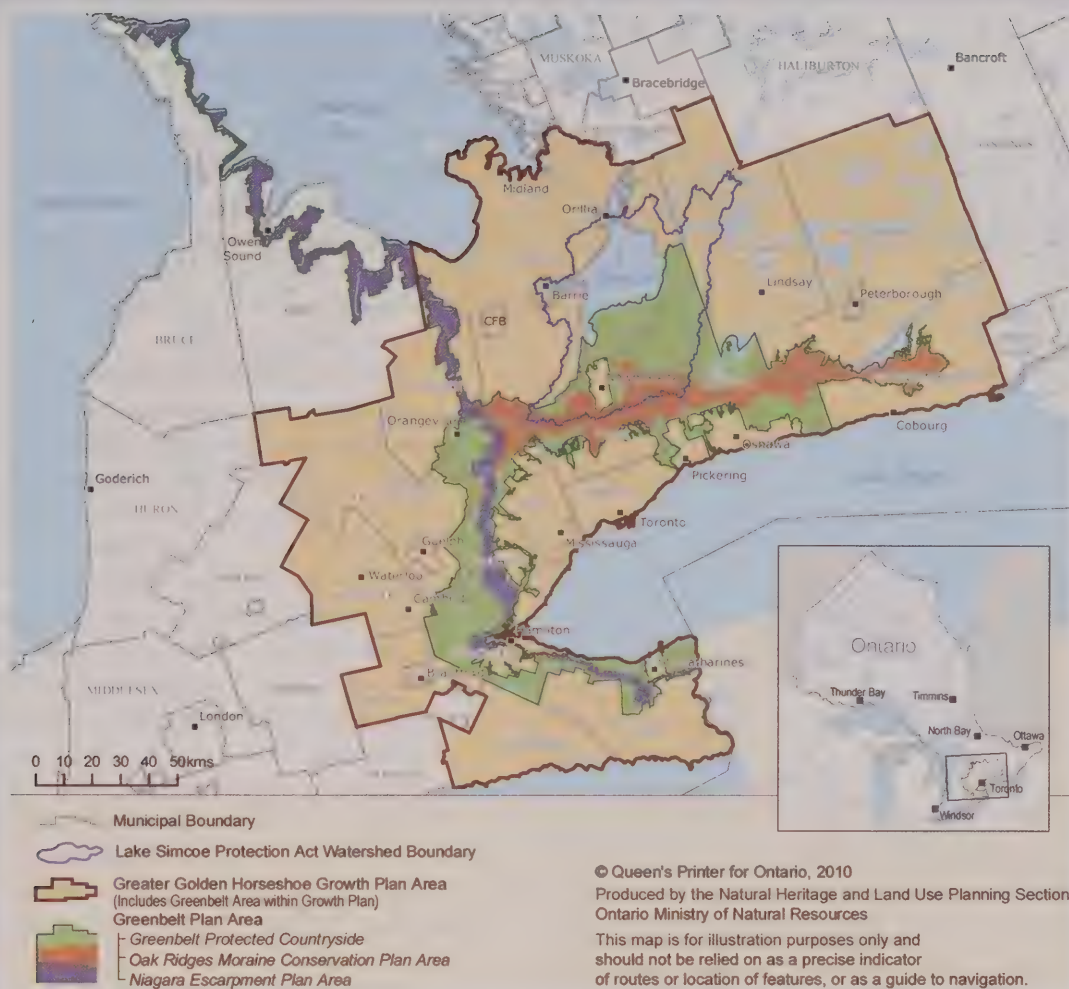 MUSKOKA
HALIBURTON
Bancroft
Bracebridge
Midland
Orillia
Owen
Sound
Barrie
Lindsay
Peterborough
CFB
BRUCE
Orangeville
Cobourg
Oshawa
Pickering
Goderich
HURON
Toronto
Mississauga
Guelph
Waterloo
Hamilton
Catharines
MIDDLESEX
London
0 10 20 30 40 50kms
Ontario
Thunder Bay
Timmins
North Bay
Ottawa
Toronto
Windsor
Municipal Boundary
Lake Simcoe Protection Act Watershed Boundary
Greater Golden Horseshoe Growth Plan Area
(Includes Greenbelt Area within Growth Plan)
Greenbelt Plan Area
Greenbelt Protected Countryside
Oak Ridges Moraine Conservation Plan Area
Niagara Escarpment Plan Area
© Queen's Printer for Ontario, 2010
Produced by the Natural Heritage and Land Use Planning Section
Ontario Ministry of Natural Resources
This map is for illustration purposes only and
should not be relied on as a precise indicator
of routes or location of features, or as a guide to navigation.